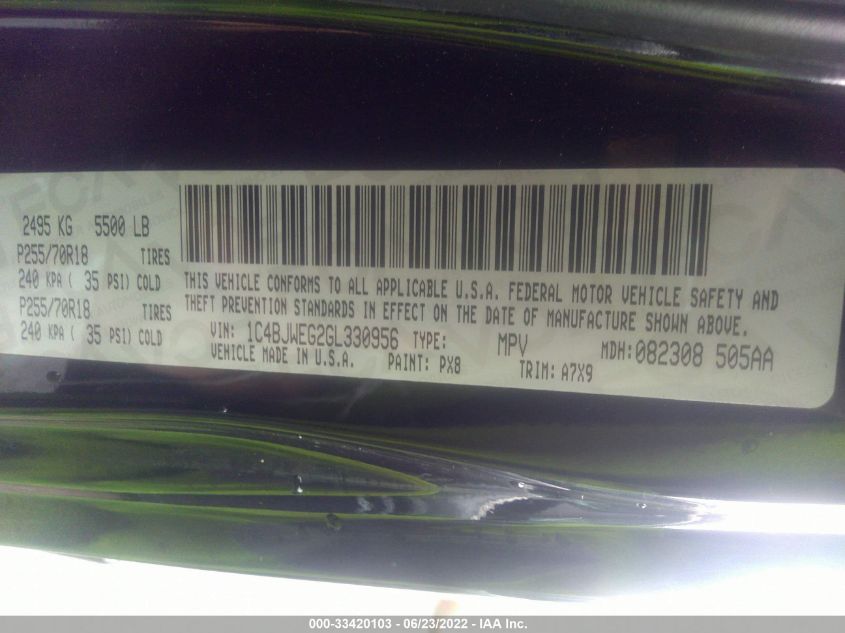 2495 KG 5500 LB
P255/70R18 TIRES
240 KPA ( 35 PSI) COLD
P255/70R18 TIRES
240 KPA ( 35 PSI) COLD
THIS VEHICLE CONFORMS TO ALL APPLICABLE U.S.A. FEDERAL MOTOR VEHICLE SAFETY AND
THEFT PREVENTION STANDARDS IN EFFECT ON THE DATE OF MANUFACTURE SHOWN ABOVE.
VIN: 1C4BJWEG2GL330956 TYPE: MPV MDH:082308 505AA
VEHICLE MADE IN U.S.A. PAINT: PX8 TRIM: A7X9
000-33420103 - 06/23/2022 - IAA Inc.